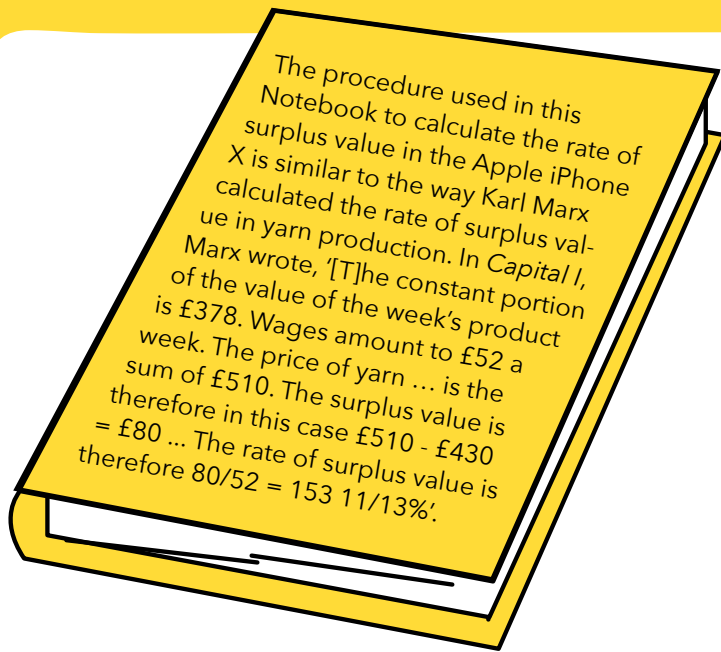 The procedure used in this
Notebook to calculate the rate of
surplus value in the Apple iPhone
X is similar to the way Karl Marx
calculated the rate of surplus val-
ue in yarn production. In Capital I,
Marx wrote, ‘[T]he constant portion
of the value of the week’s product
is £378. Wages amount to £52 a
week. The price of yarn … is the
sum of £510. The surplus value is
therefore in this case £510 - £430
= £80 ... The rate of surplus value is
therefore 80/52 = 153 11/13%’.